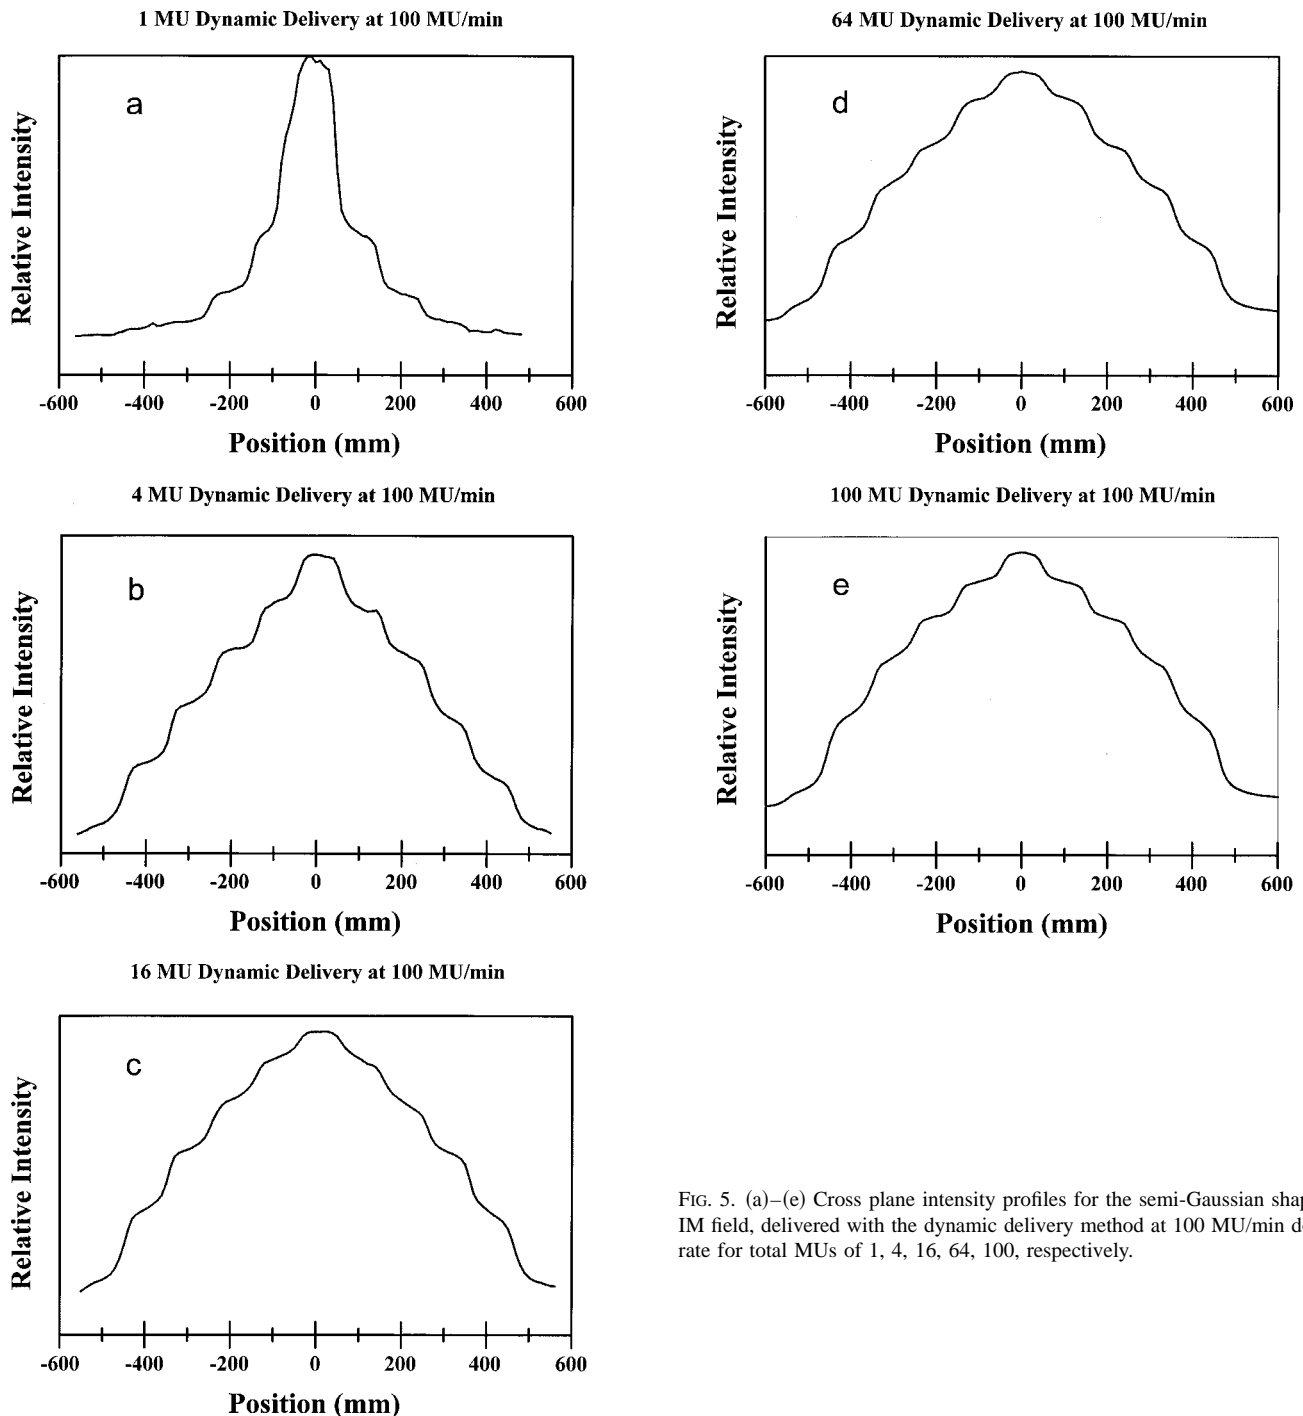 1 MU Dynamic Delivery at 100 MU/min
a
Relative Intensity
-600 -400 -200 0 200 400 600
Position (mm)
4 MU Dynamic Delivery at 100 MU/min
b
Relative Intensity
-600 -400 -200 0 200 400 600
Position (mm)
16 MU Dynamic Delivery at 100 MU/min
c
Relative Intensity
-600 -400 -200 0 200 400 600
Position (mm)
64 MU Dynamic Delivery at 100 MU/min
d
Relative Intensity
-600 -400 -200 0 200 400 600
Position (mm)
100 MU Dynamic Delivery at 100 MU/min
e
Relative Intensity
-600 -400 -200 0 200 400 600
Position (mm)
FIG. 5. (a)–(e) Cross plane intensity profiles for the semi-Gaussian shap
IM field, delivered with the dynamic delivery method at 100 MU/min d
rate for total MUs of 1, 4, 16, 64, 100, respectively.